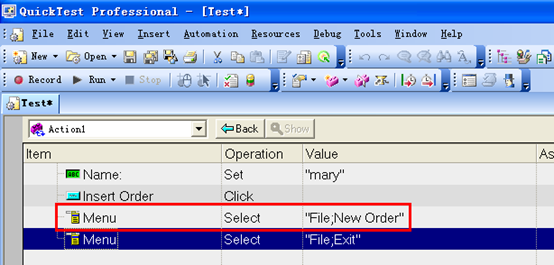 QuickTest Professional - [Test*]
File Edit View Insert Automation Resources Debug Tools Window Help
New Open
Record Run Stop
Test*
Action1 Back Show
Item Operation Value As
Name: Set "mary"
Insert Order Click
Menu Select "File;New Order"
Menu Select "File;Exit"